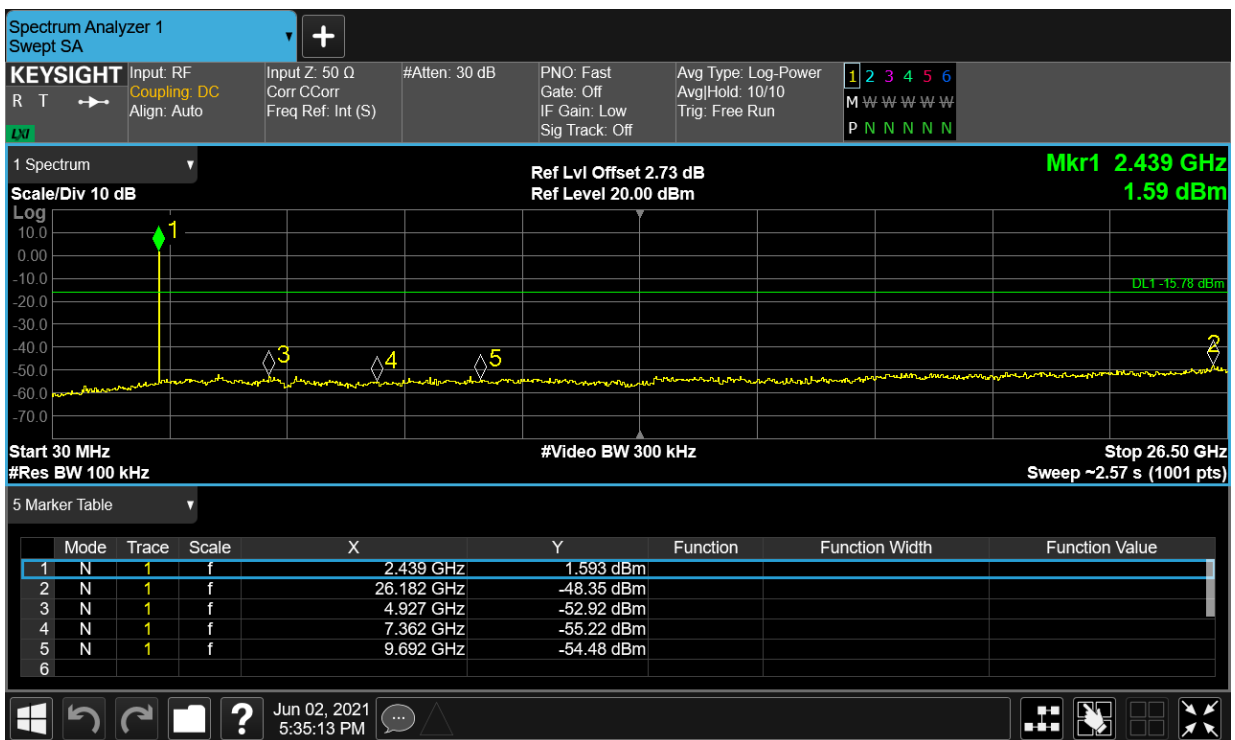 Spectrum Analyzer 1
Swept SA
+
KEYSIGHT Input: RF Input Z: 50 Ω #Atten: 30 dB PNO: Fast Avg Type: Log-Power 1 2 3 4 5 6
R T Coupling: DC Corr CCorr Gate: Off Avg|Hold: 10/10 M W W W W W
Align: Auto Freq Ref: Int (S) IF Gain: Low Trig: Free Run
LXI Sig Track: Off P N N N N N
1 Spectrum Ref Lvl Offset 2.73 dB Mkr1 2.439 GHz
Scale/Div 10 dB Ref Level 20.00 dBm 1.59 dBm
Log
10.0 1
0.00
-10.0 DL1 -15.78 dBm
-20.0
-30.0
-40.0 3 4 5 2
-50.0
-60.0
-70.0
Start 30 MHz #Video BW 300 kHz Stop 26.50 GHz
#Res BW 100 kHz Sweep ~2.57 s (1001 pts)
5 Marker Table
Mode Trace Scale X Y Function Function Width Function Value
1 N 1 f 2.439 GHz 1.593 dBm
2 N 1 f 26.182 GHz -48.35 dBm
3 N 1 f 4.927 GHz -52.92 dBm
4 N 1 f 7.362 GHz -55.22 dBm
5 N 1 f 9.692 GHz -54.48 dBm
6
? Jun 02, 2021
5:35:13 PM